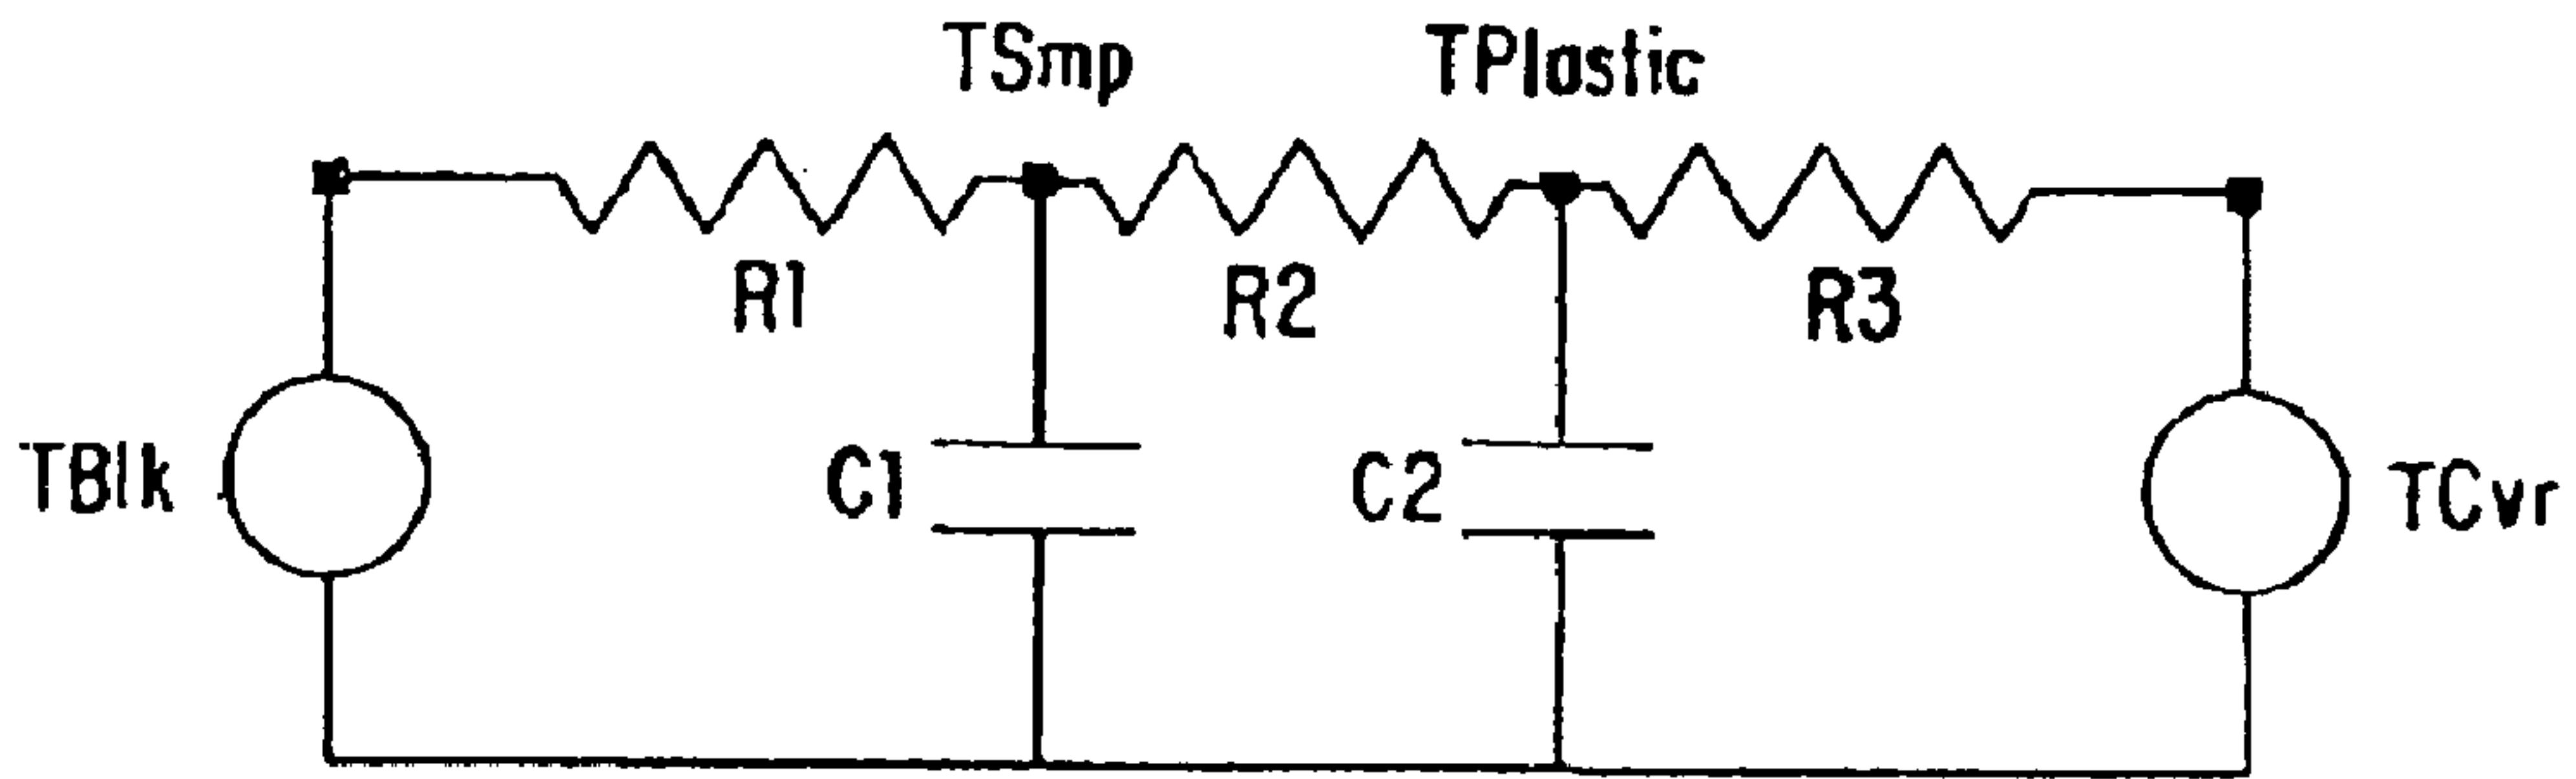 TSmp
TPlastic
R1
R2
R3
TBlk
C1
C2
TCvr